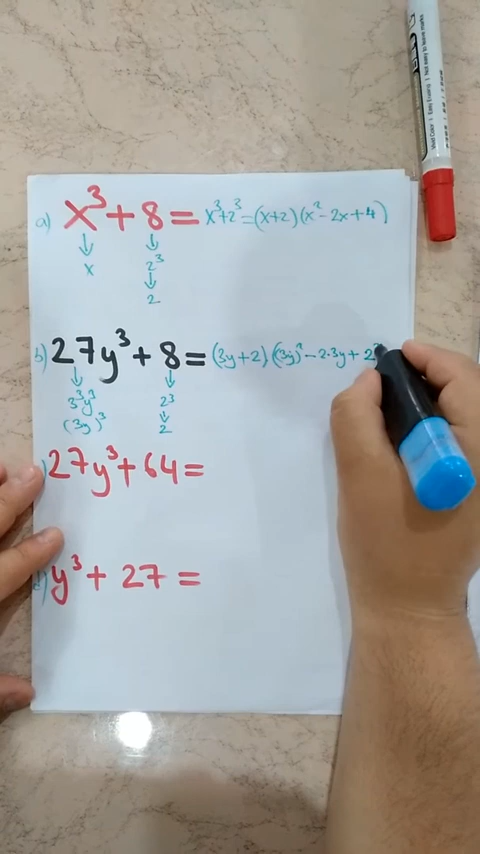 a) x³+8= x³+2³=(x+2)(x²-2x+4)
↓ ↓
x 2³
↓
2
b) 27y³+8= (3y+2)((3y)²-2·3y+2²
↓ ↓
3³y³ 2³
(3y)³ ↓
2
) 27y³+64=
d) y³+27=